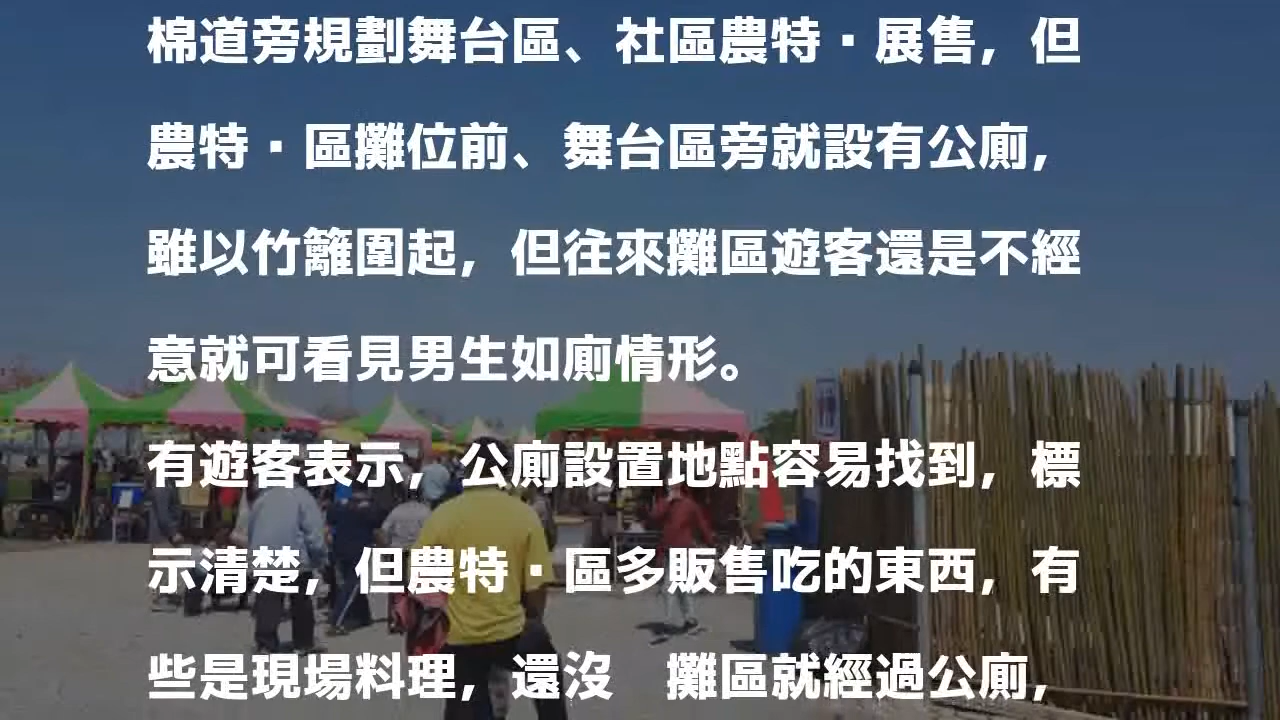 棉道旁規劃舞台區、社區農特·展售，但
農特·區攤位前、舞台區旁就設有公廁，
雖以竹籬圍起，但往來攤區遊客還是不經
意就可看見男生如廁情形。
有遊客表示，公廁設置地點容易找到，標
示清楚，但農特·區多販售吃的東西，有
些是現場料理，還沒　攤區就經過公廁，